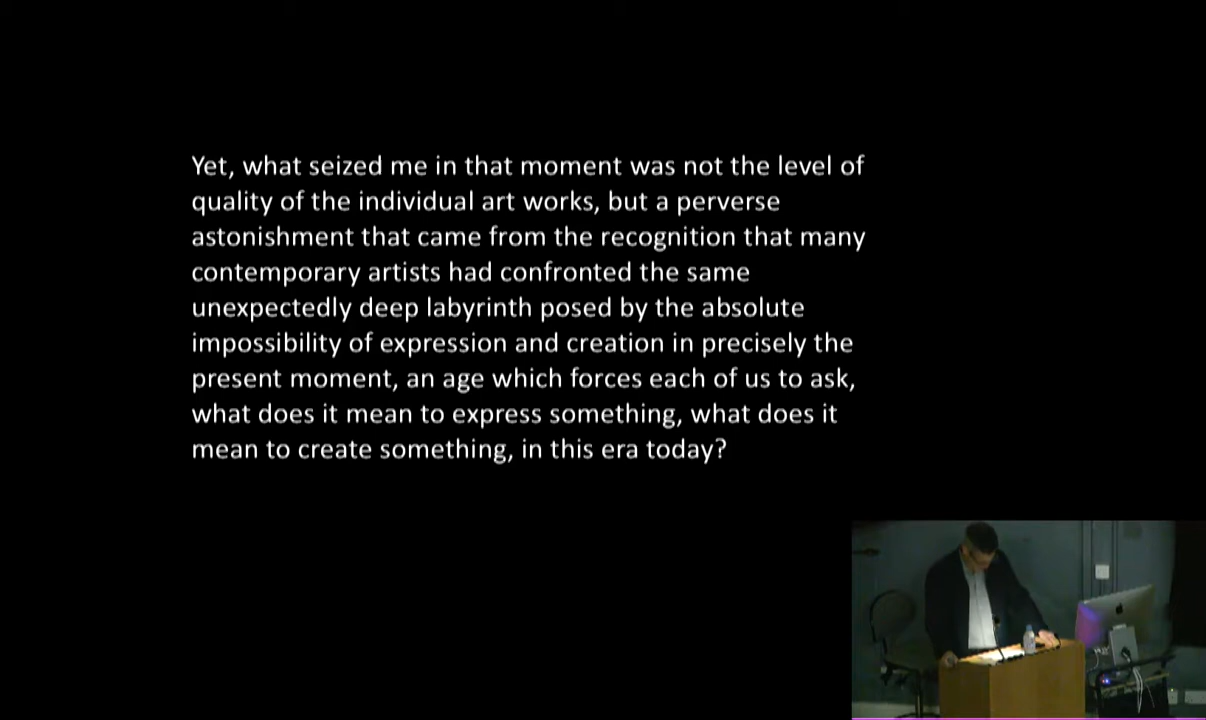 Yet, what seized me in that moment was not the level of
quality of the individual art works, but a perverse
astonishment that came from the recognition that many
contemporary artists had confronted the same
unexpectedly deep labyrinth posed by the absolute
impossibility of expression and creation in precisely the
present moment, an age which forces each of us to ask,
what does it mean to express something, what does it
mean to create something, in this era today?